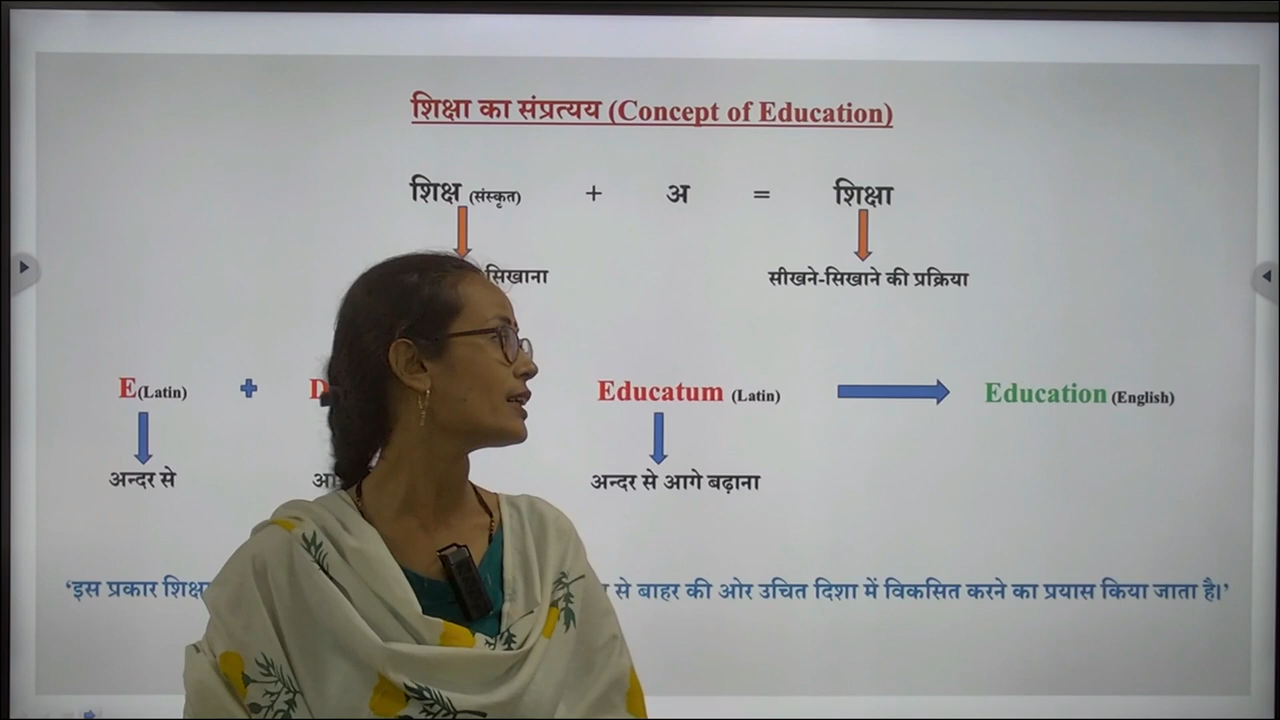 शिक्षा का संप्रत्यय (Concept of Education)
शिक्ष (संस्कृत) + अ = शिक्षा
सिखाना सीखने-सिखाने की प्रक्रिया
E(Latin) + D Educatum (Latin) Education (English)
अन्दर से आगे अन्दर से आगे बढ़ाना
‘इस प्रकार शिक्षा से बाहर की ओर उचित दिशा में विकसित करने का प्रयास किया जाता है।’